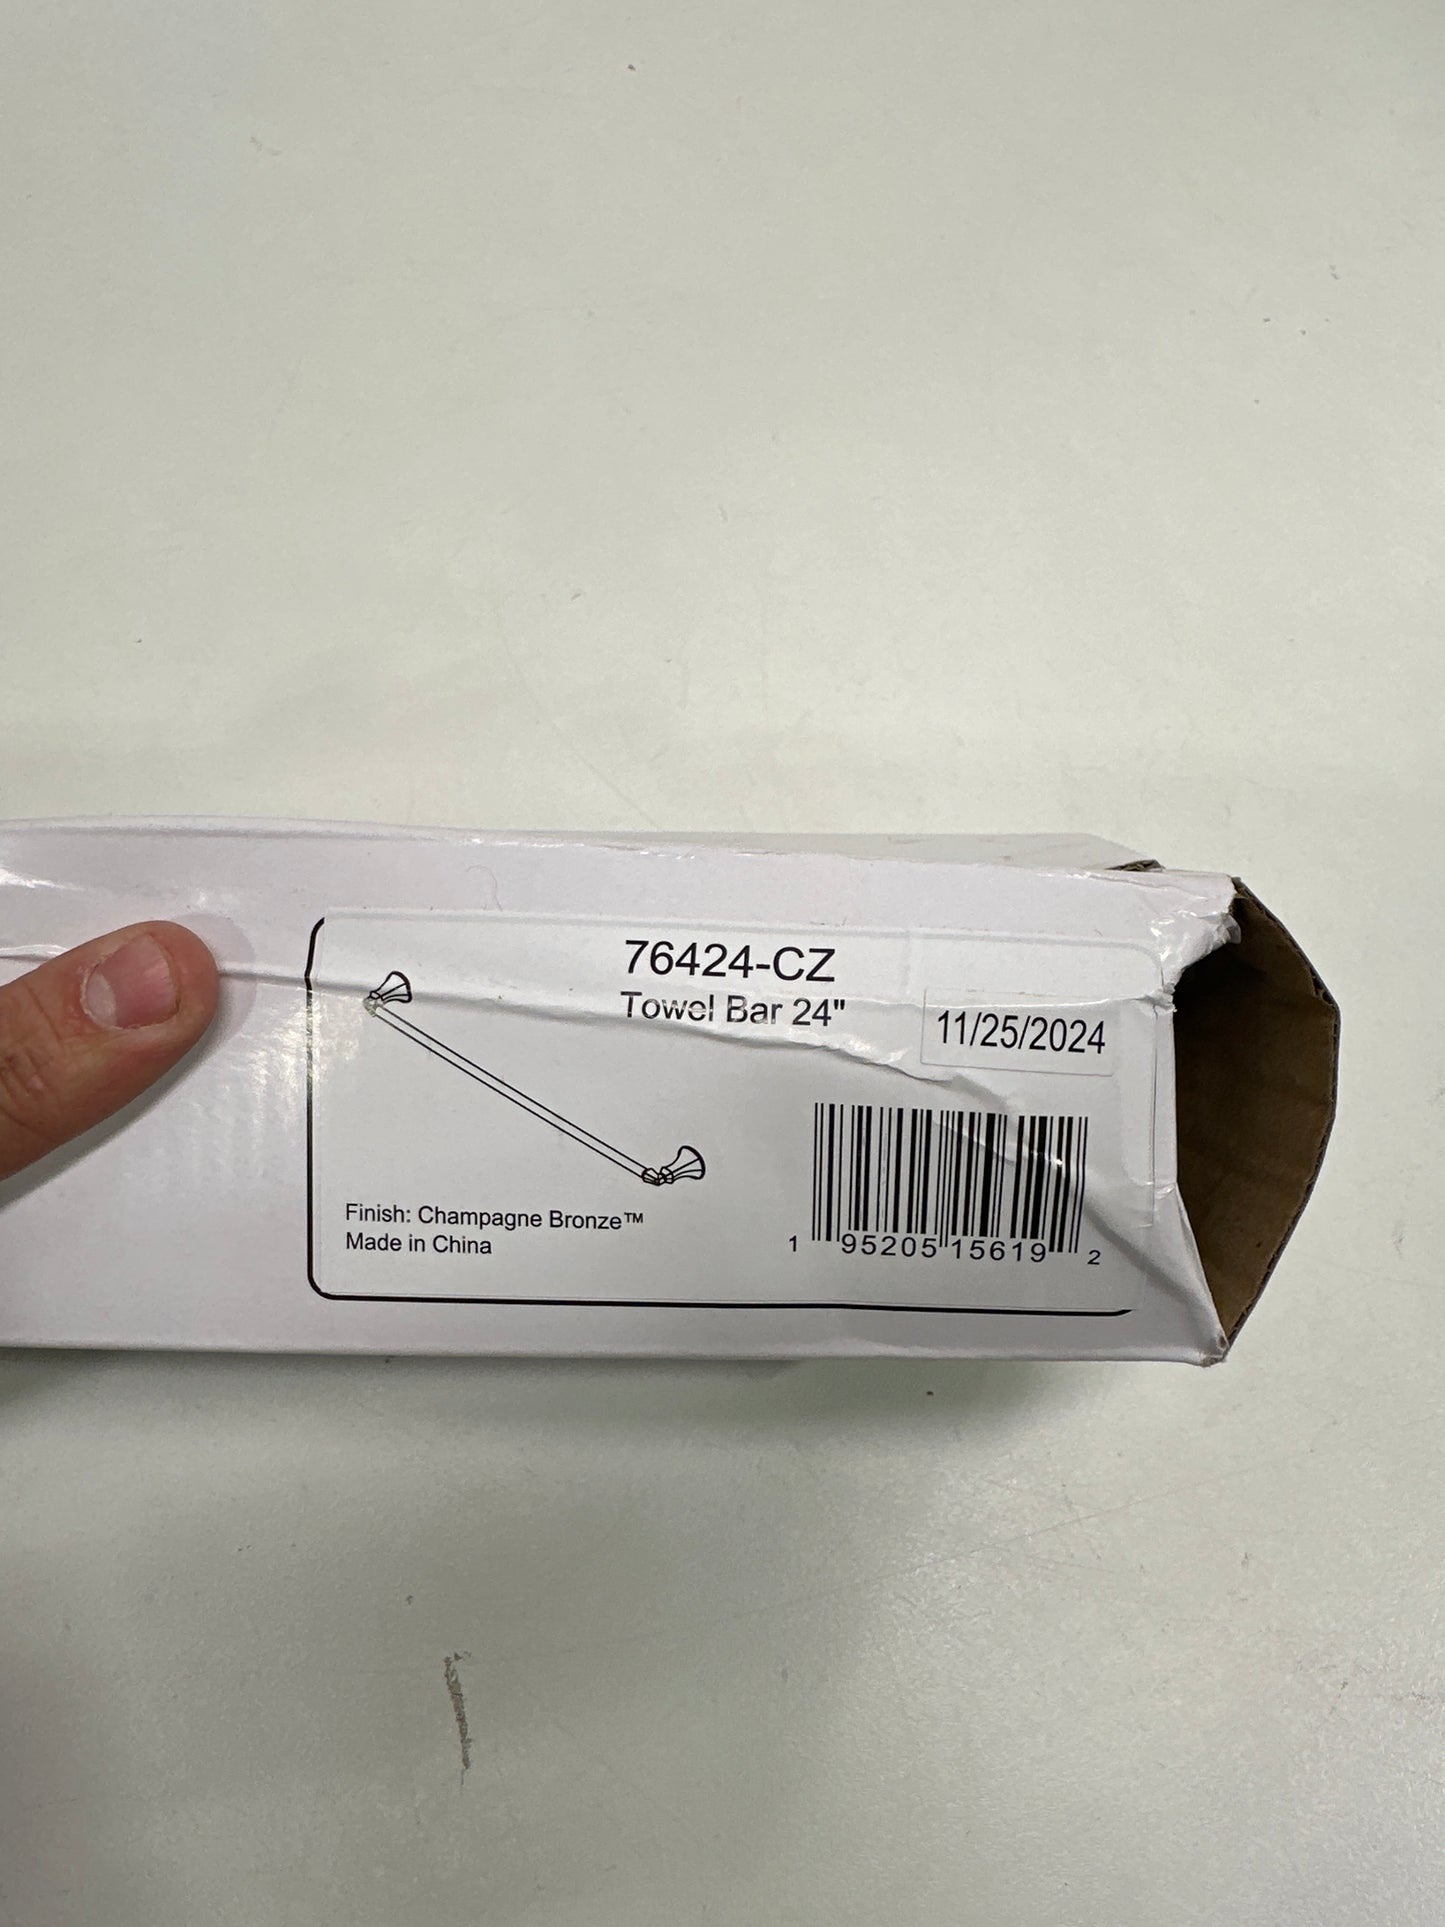 76424-CZ
Towel Bar 24"
11/25/2024
Finish: Champagne Bronze™
Made in China
1 95205 15619 2